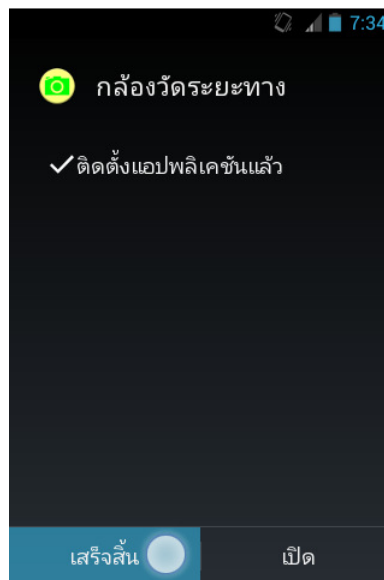 7:34
กล้องวัดระยะทาง
ติดตั้งแอปพลิเคชันแล้ว
เสร็จสิ้น
เปิด